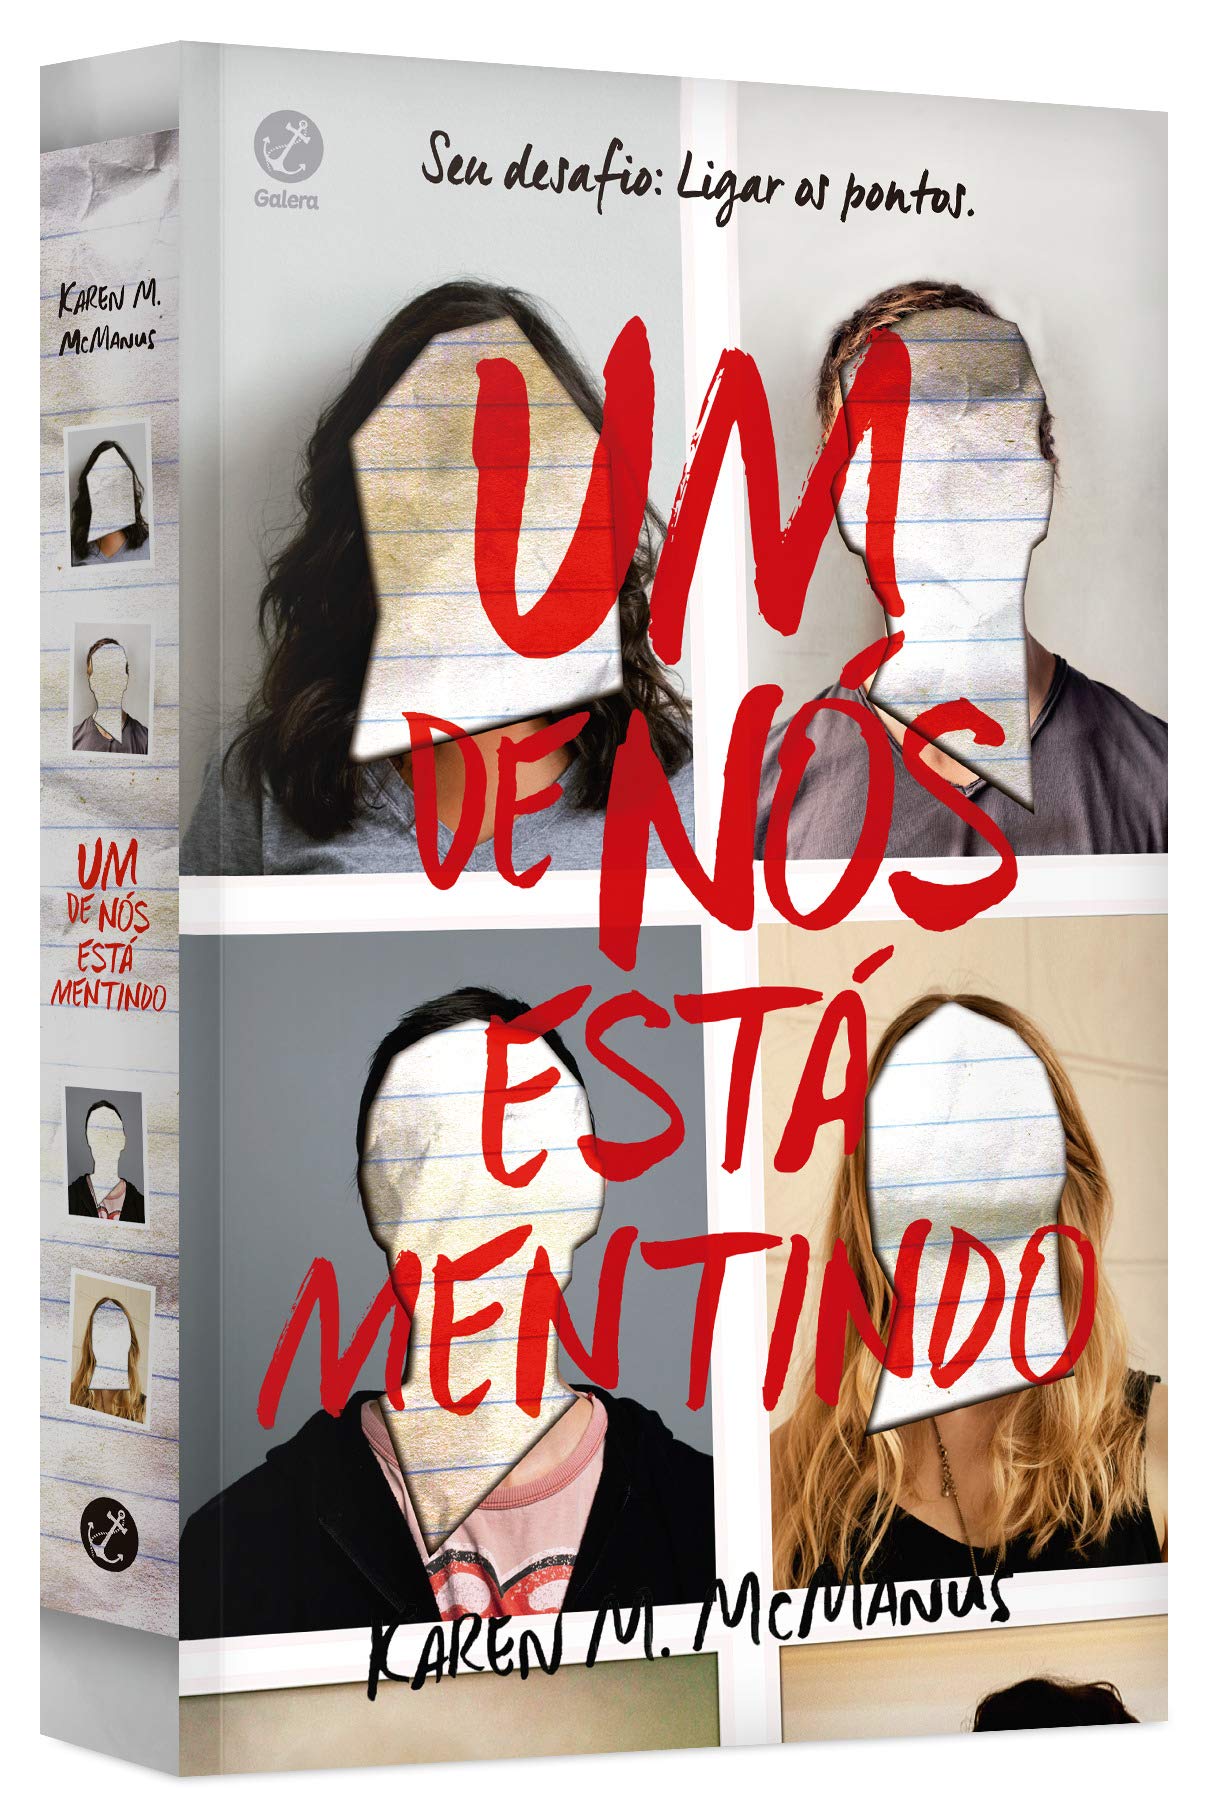 Galera
Seu desafio: Ligar os pontos.
UM
DE NÓS
ESTÁ
MENTINDO
KAREN M. McMANUS
KAREN M.
McMANUS
UM
DE NÓS
ESTÁ
MENTINDO